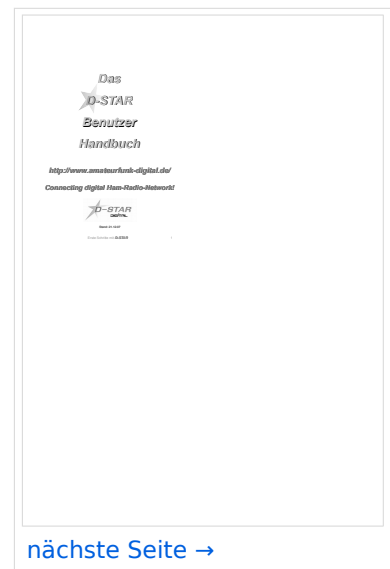 Das
D-STAR
Benutzer
Handbuch
http://www.amateurfunk-digital.de/
Connecting digital Ham-Radio-Network!
D-STAR
DIGITAL
nächste Seite →